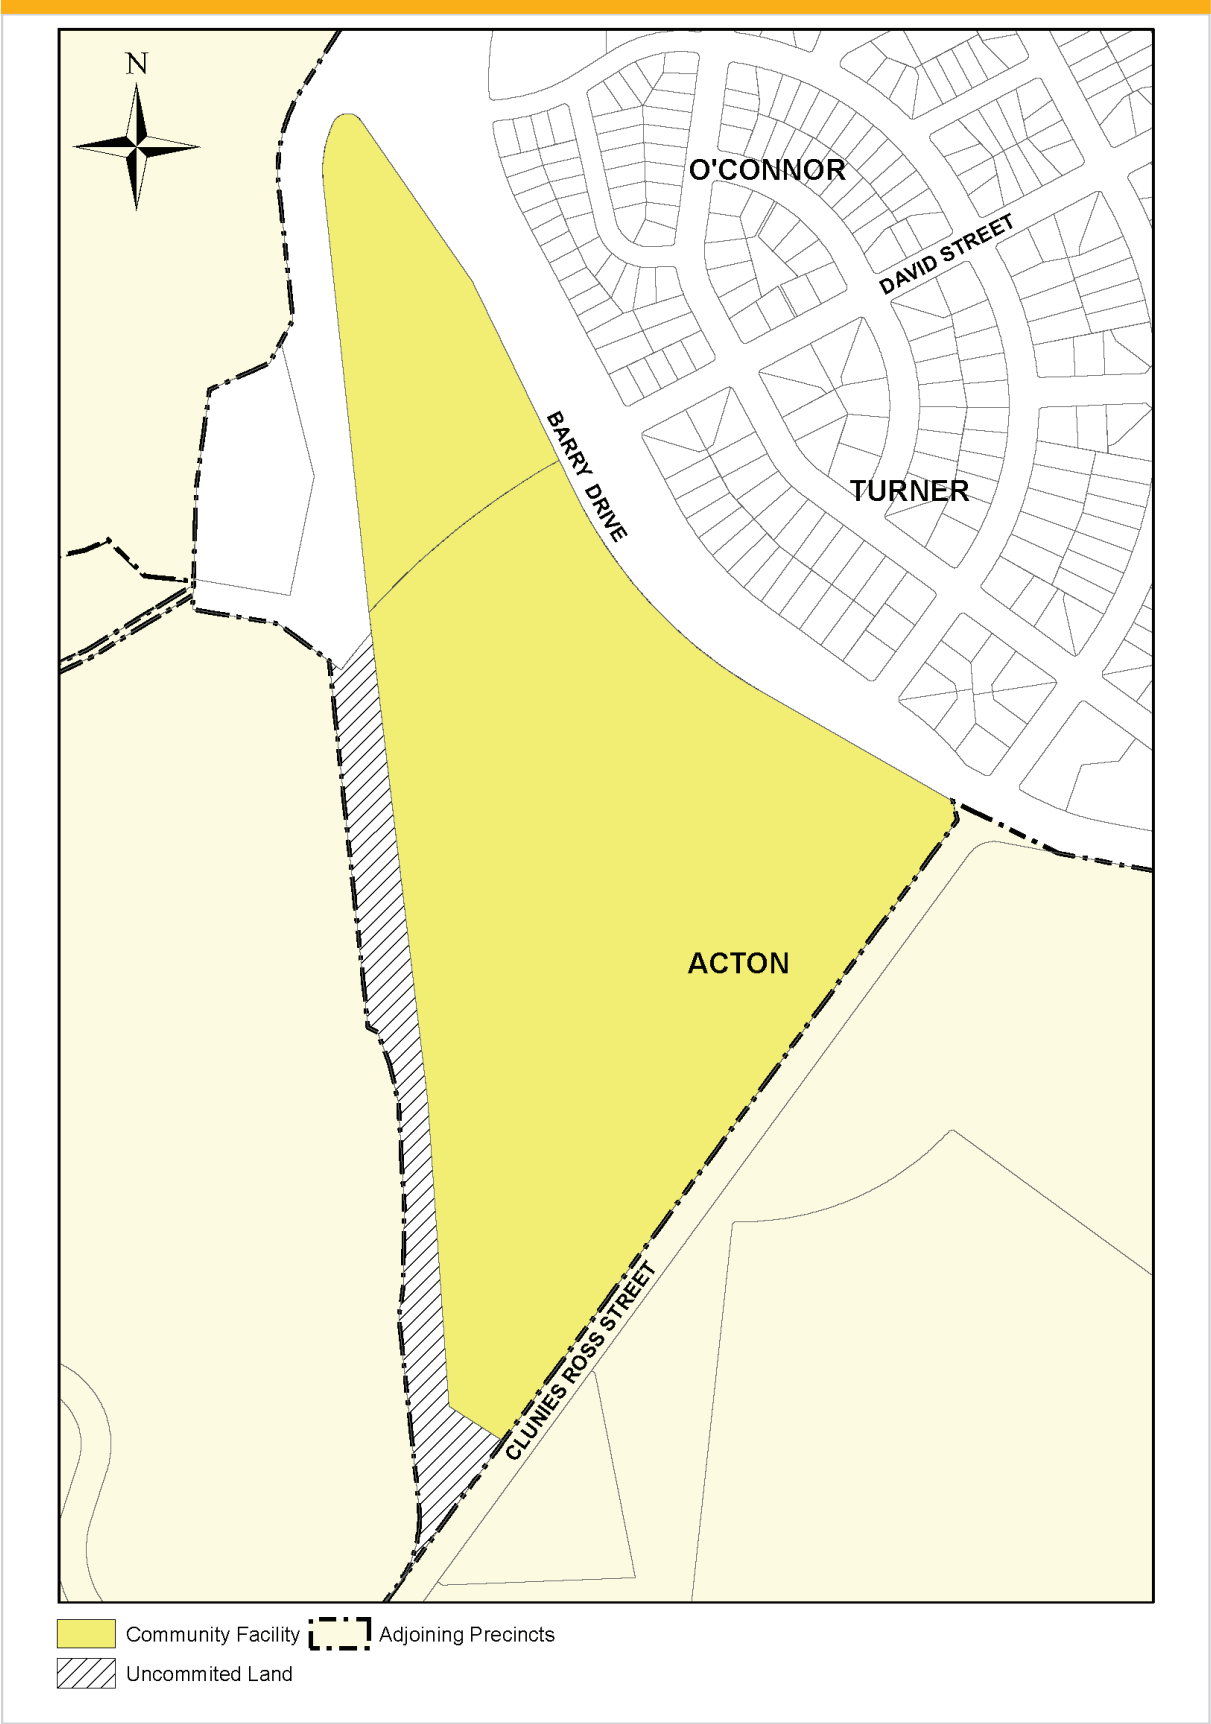 N
O'CONNOR
DAVID STREET
BARRY DRIVE
TURNER
ACTON
CLUNIES ROSS STREET
Community Facility
Adjoining Precincts
Uncommited Land